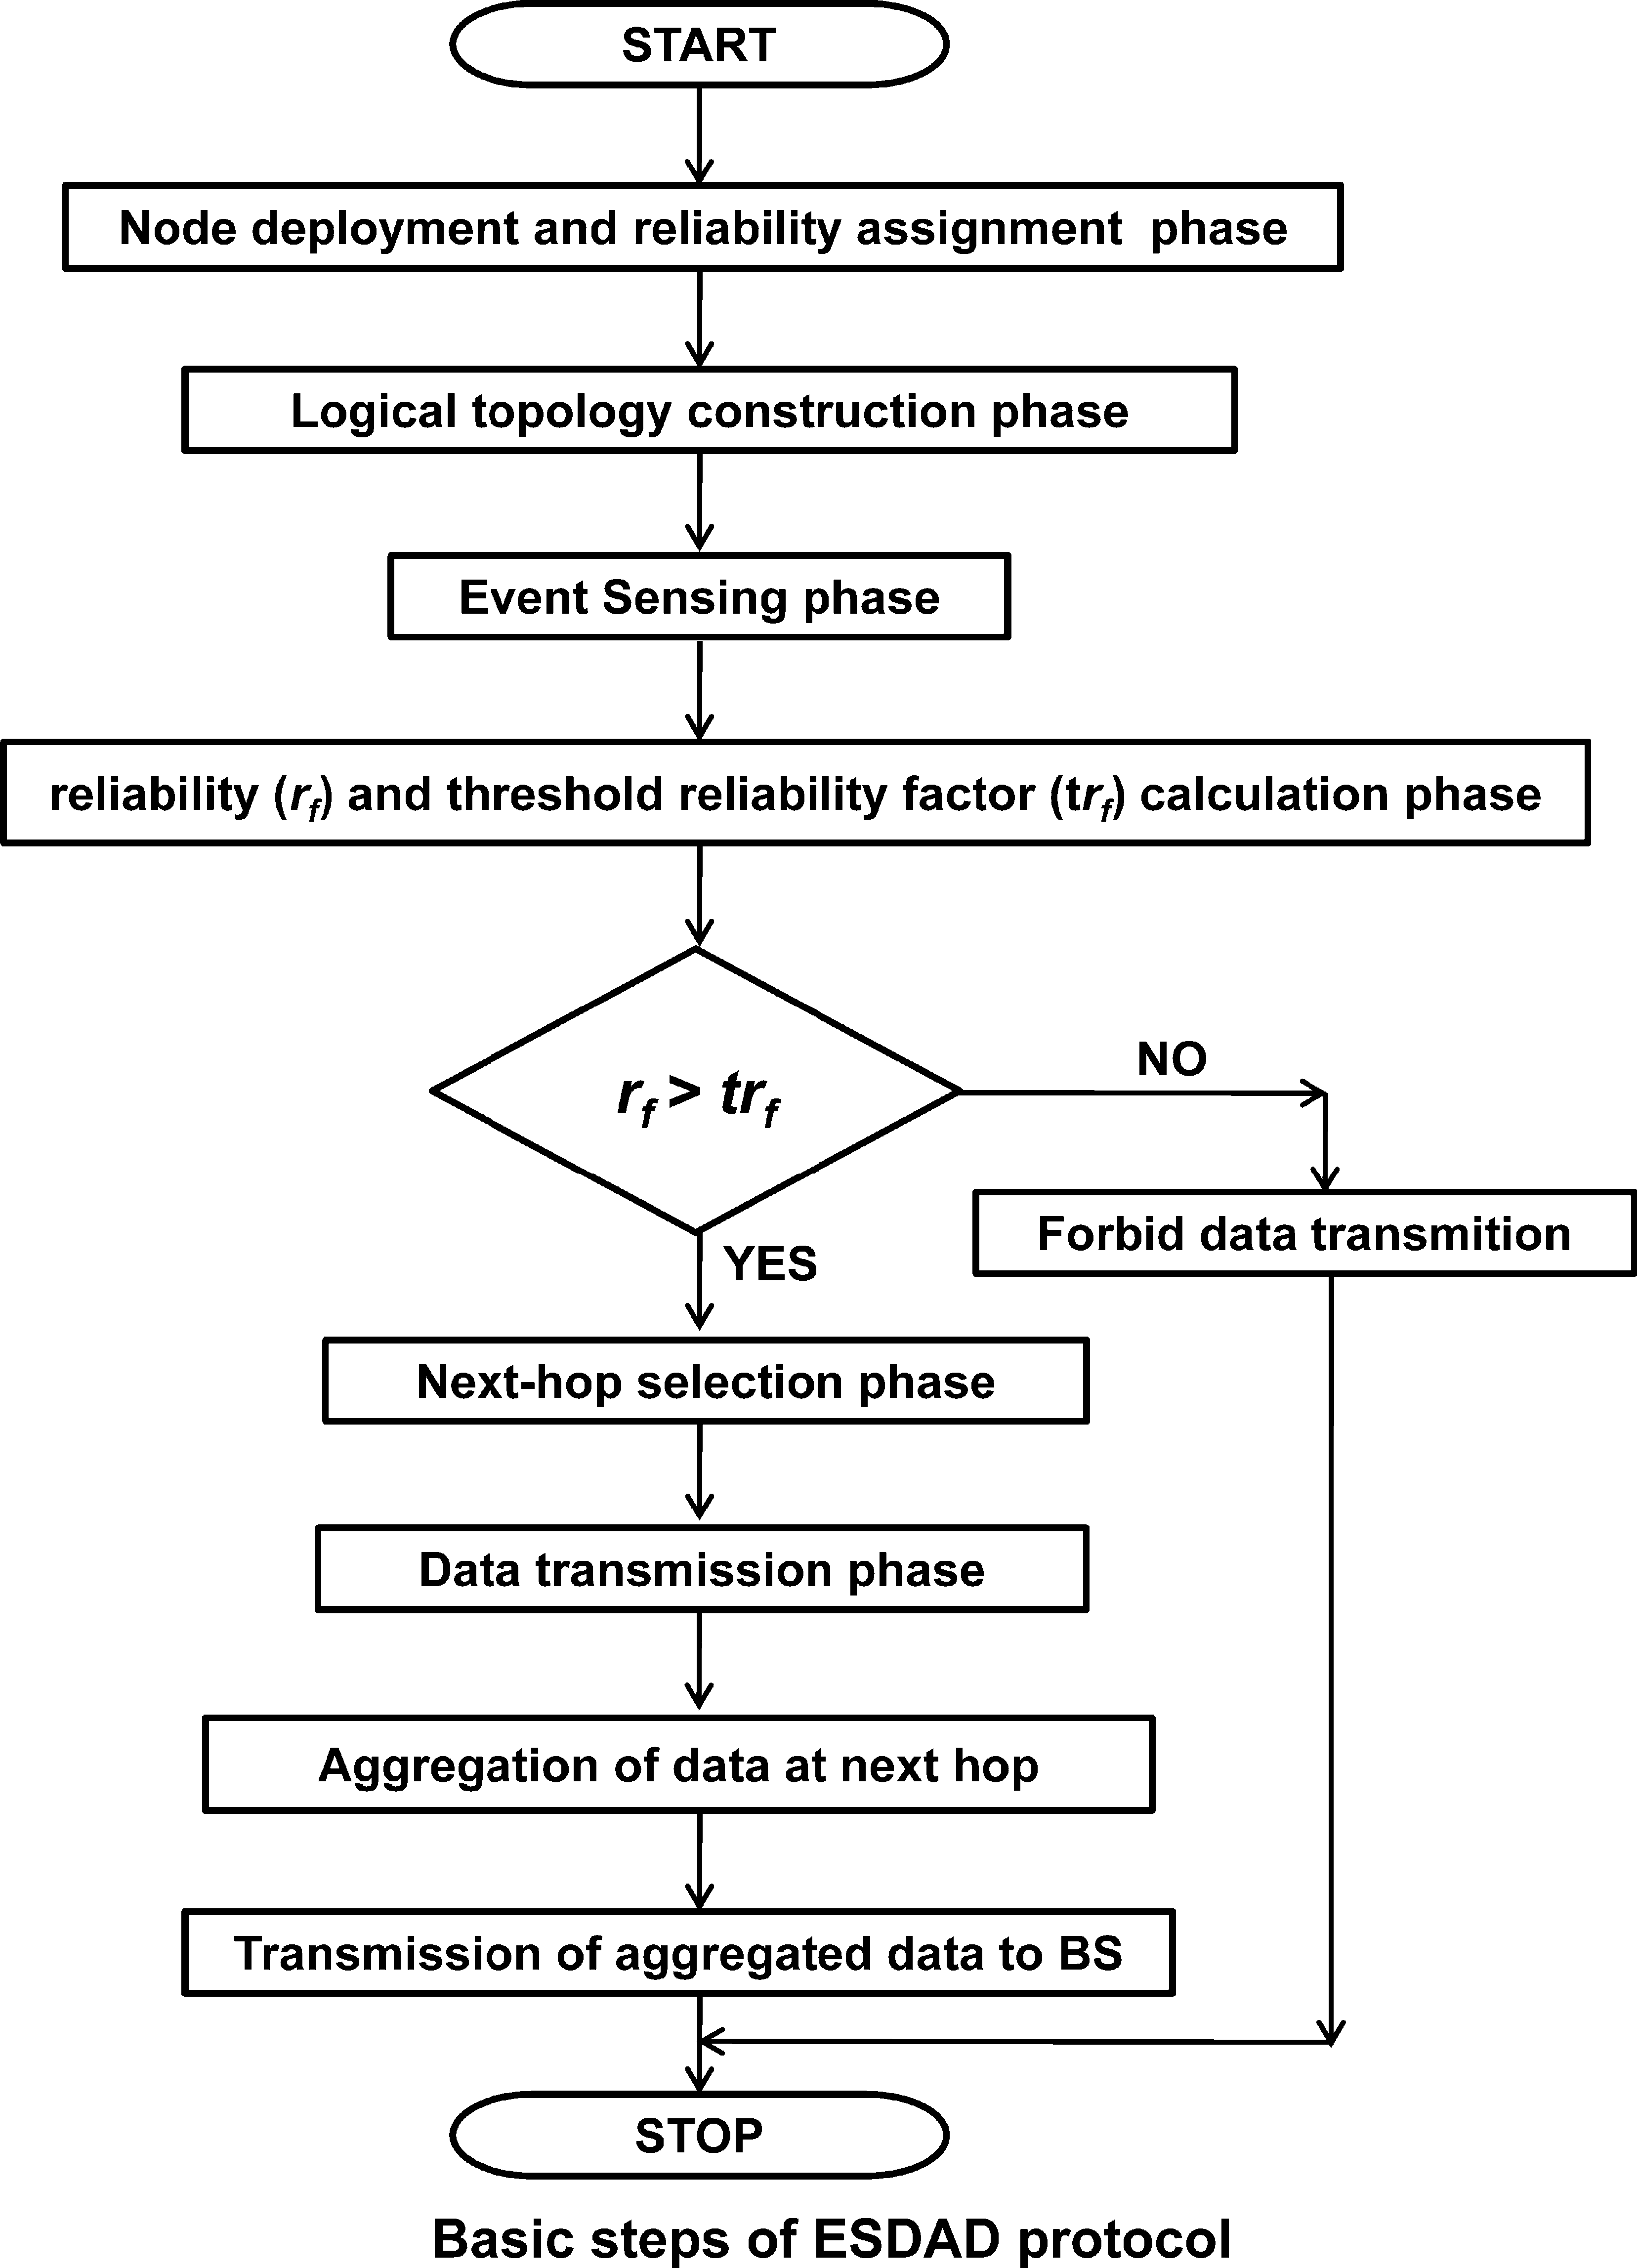 START
Node deployment and reliability assignment phase
Logical topology construction phase
Event Sensing phase
reliability (rf) and threshold reliability factor (trf) calculation phase
rf > trf
NO
Forbid data transmition
YES
Next-hop selection phase
Data transmission phase
Aggregation of data at next hop
Transmission of aggregated data to BS
STOP
Basic steps of ESDAD protocol